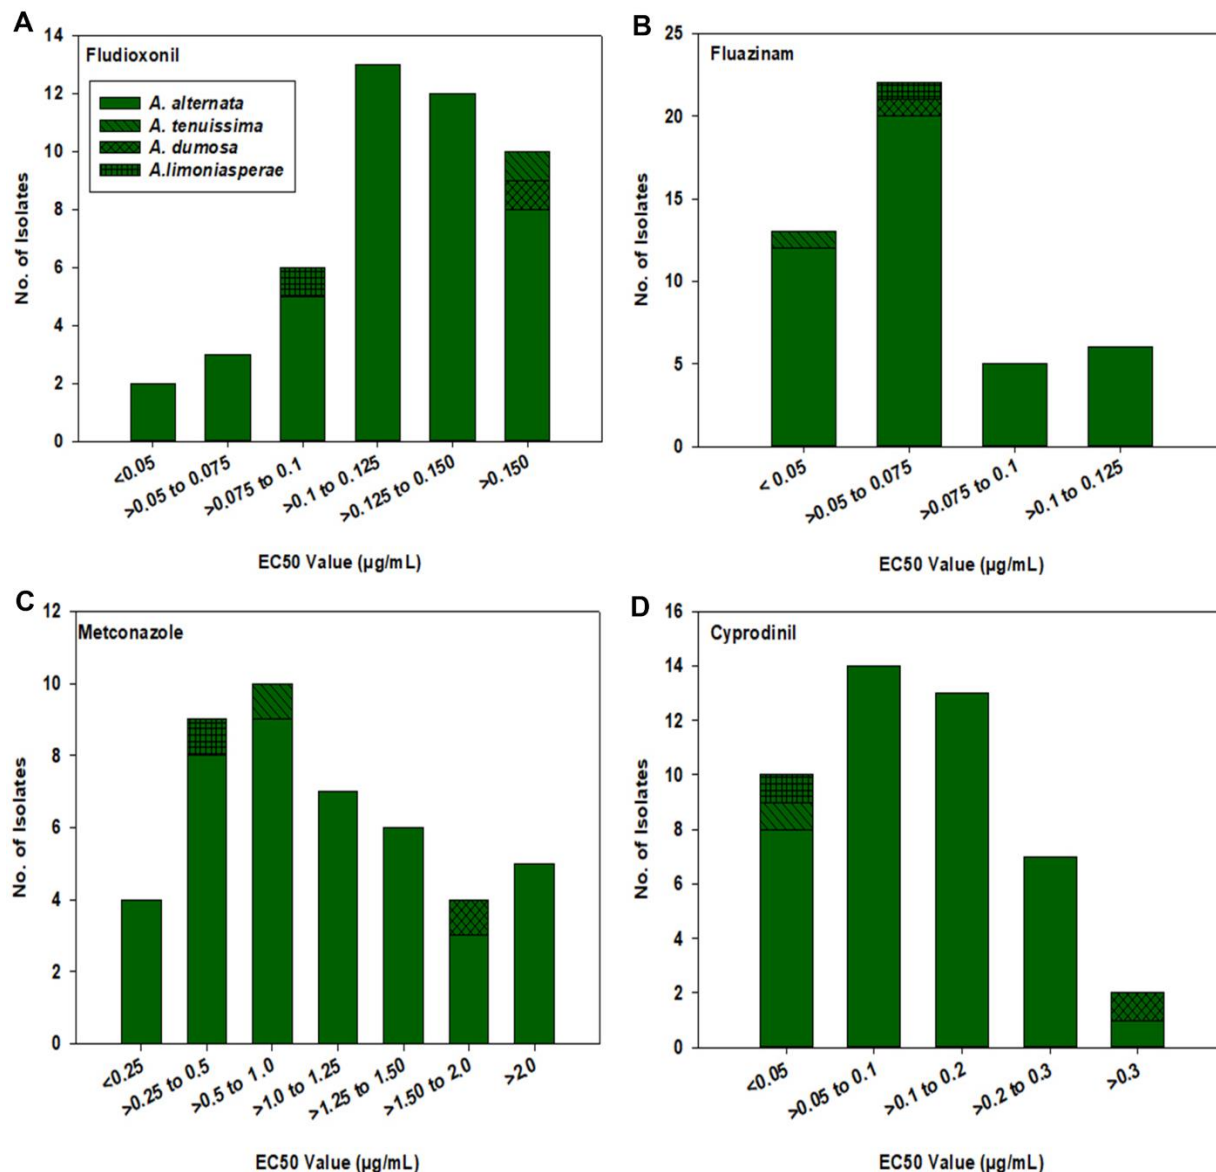 A
Fludioxonil
A. alternata
A. tenuissima
A. dumosa
A.limoniasperae
No. of Isolates
14
12
10
8
6
4
2
0
<0.05
>0.05 to 0.075
>0.075 to 0.1
>0.1 to 0.125
>0.125 to 0.150
>0.150
EC50 Value (µg/mL)
B
Fluazinam
No. of Isolates
25
20
15
10
5
0
< 0.05
>0.05 to 0.075
>0.075 to 0.1
>0.1 to 0.125
EC50 Value (µg/mL)
C
Metconazole
No. of Isolates
12
10
8
6
4
2
0
<0.25
>0.25 to 0.5
>0.5 to 1.0
>1.0 to 1.25
>1.25 to 1.50
>1.50 to 2.0
>2.0
EC50 Value (µg/mL)
D
Cyprodinil
No. of Isolates
16
14
12
10
8
6
4
2
0
<0.05
>0.05 to 0.1
>0.1 to 0.2
>0.2 to 0.3
>0.3
EC50 Value (µg/mL)